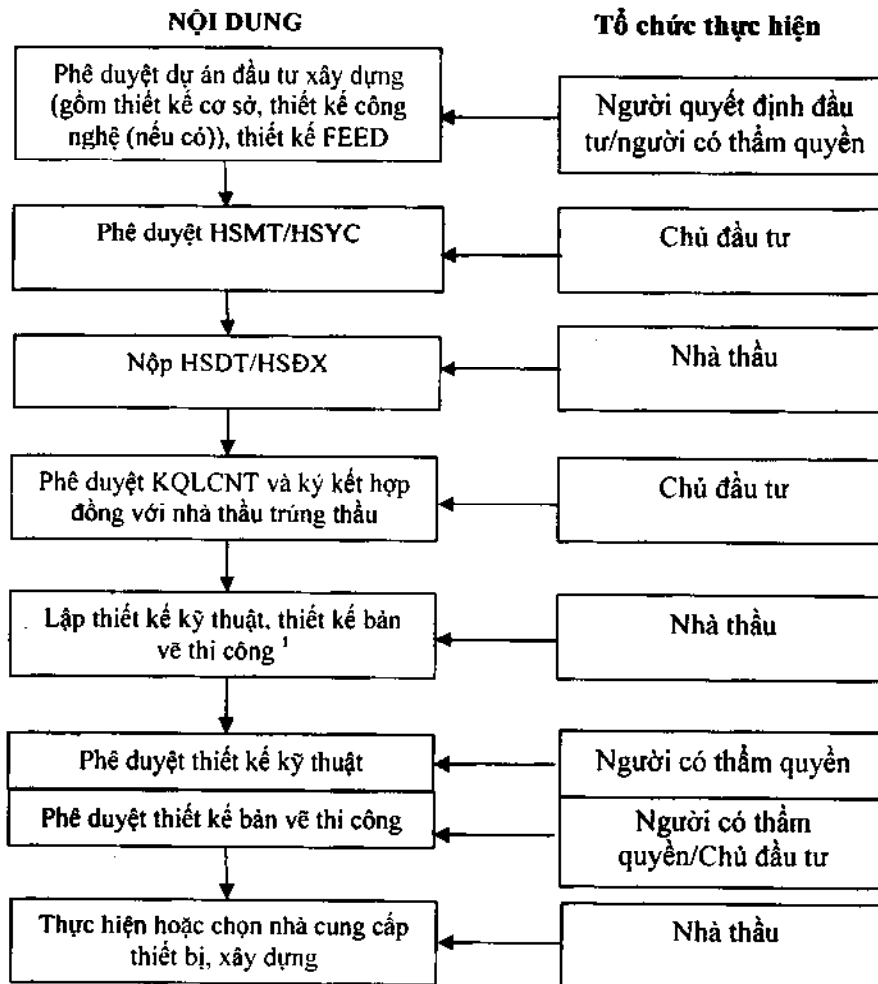 NỘI DUNG
Tổ chức thực hiện
Phê duyệt dự án đầu tư xây dựng
(gồm thiết kế cơ sở, thiết kế công
nghệ (nếu có)), thiết kế FEED
Người quyết định đầu
tư/người có thẩm quyền
Phê duyệt HSMT/HSYC
Chủ đầu tư
Nộp HSDT/HSĐX
Nhà thầu
Phê duyệt KQLCNT và ký kết hợp
đồng với nhà thầu trúng thầu
Chủ đầu tư
Lập thiết kế kỹ thuật, thiết kế bản
vẽ thi công ¹
Nhà thầu
Phê duyệt thiết kế kỹ thuật
Người có thẩm quyền
Phê duyệt thiết kế bản vẽ thi công
Người có thẩm
quyền/Chủ đầu tư
Thực hiện hoặc chọn nhà cung cấp
thiết bị, xây dựng
Nhà thầu